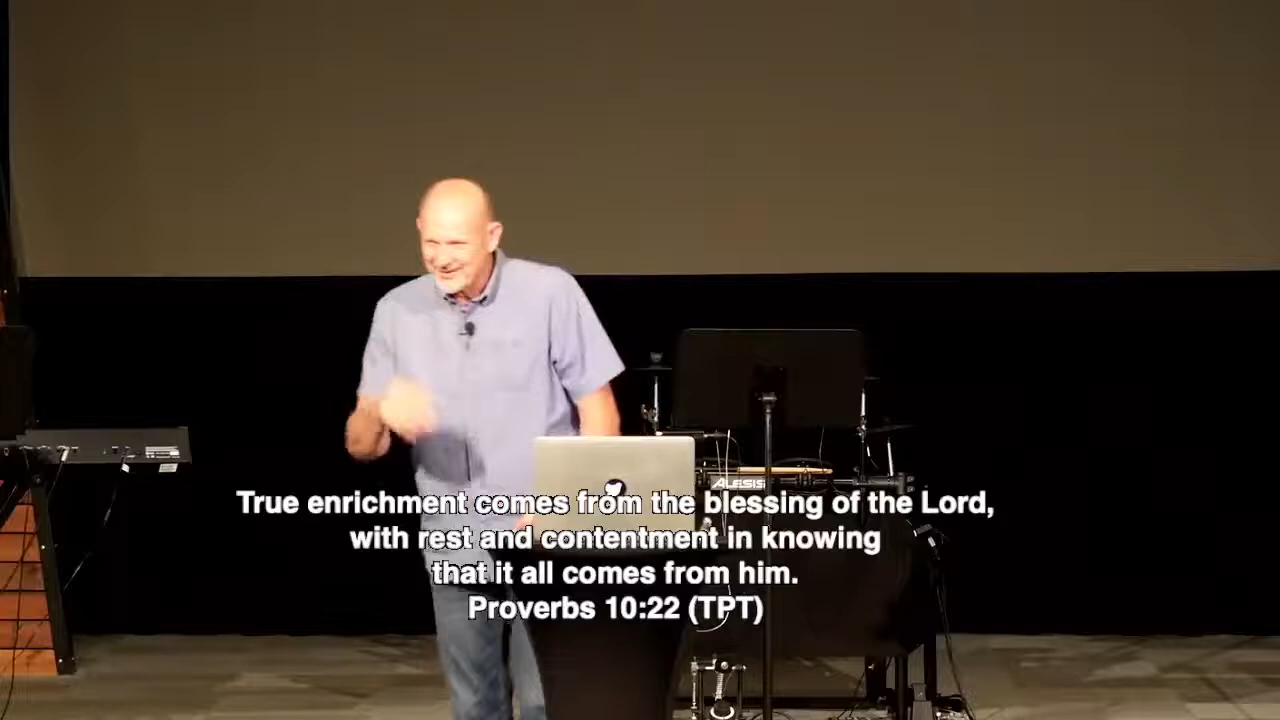 ALESIS
True enrichment comes from the blessing of the Lord,
with rest and contentment in knowing
that it all comes from him.
Proverbs 10:22 (TPT)